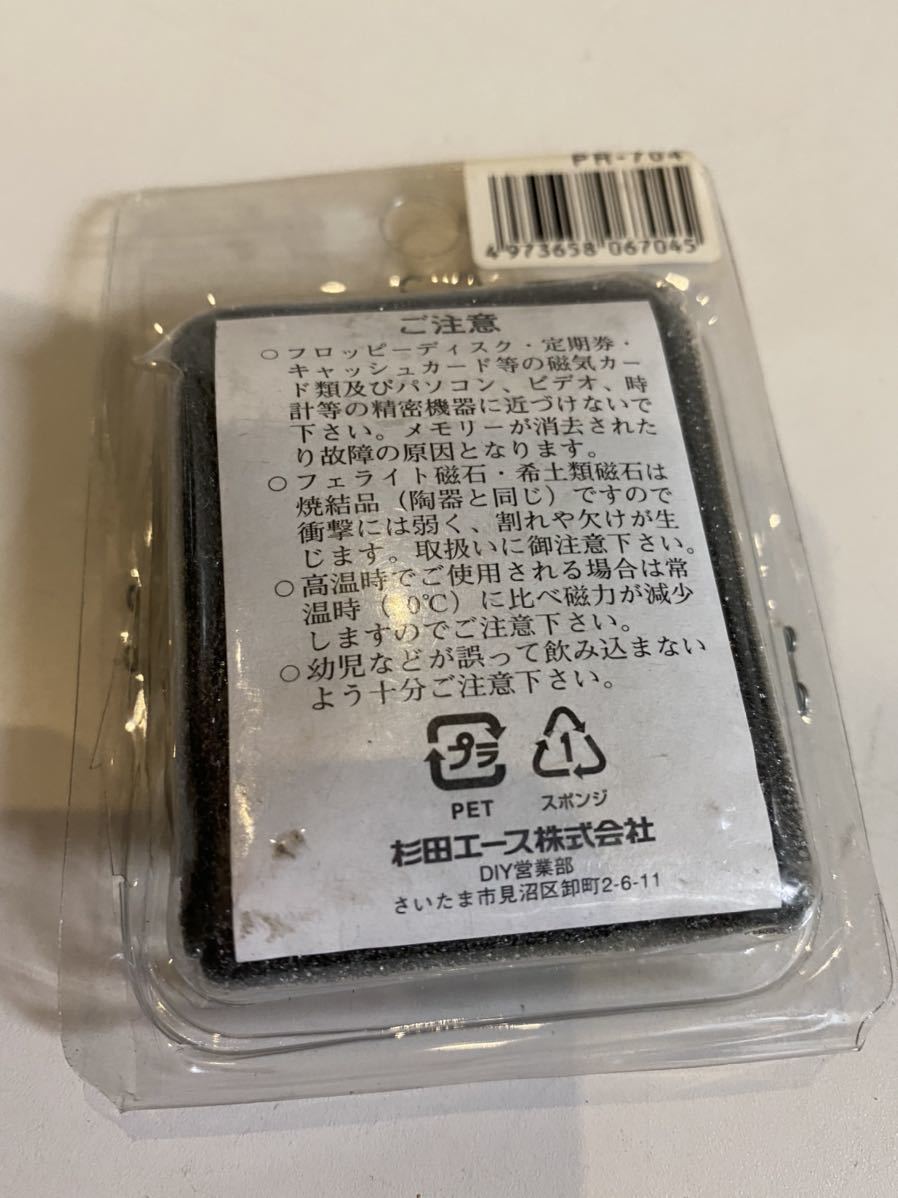 PR-704
4 973658 067045
ご注意
○フロッピーディスク・定期券・
キャッシュカード等の磁気カー
ド類及びパソコン、ビデオ、時
計等の精密機器に近づけないで
下さい。メモリーが消去された
り故障の原因となります。
○フェライト磁石・希土類磁石は
焼結品(陶器と同じ)ですので
衝撃には弱く、割れや欠けが生
じます。取扱いに御注意下さい。
○高温時でご使用される場合は常
温時( 0℃)に比べ磁力が減少
しますのでご注意下さい。
○幼児などが誤って飲み込まない
よう十分ご注意下さい。
プラ 1
PET スポンジ
杉田エース株式会社
DIY営業部
さいたま市見沼区卸町2-6-11